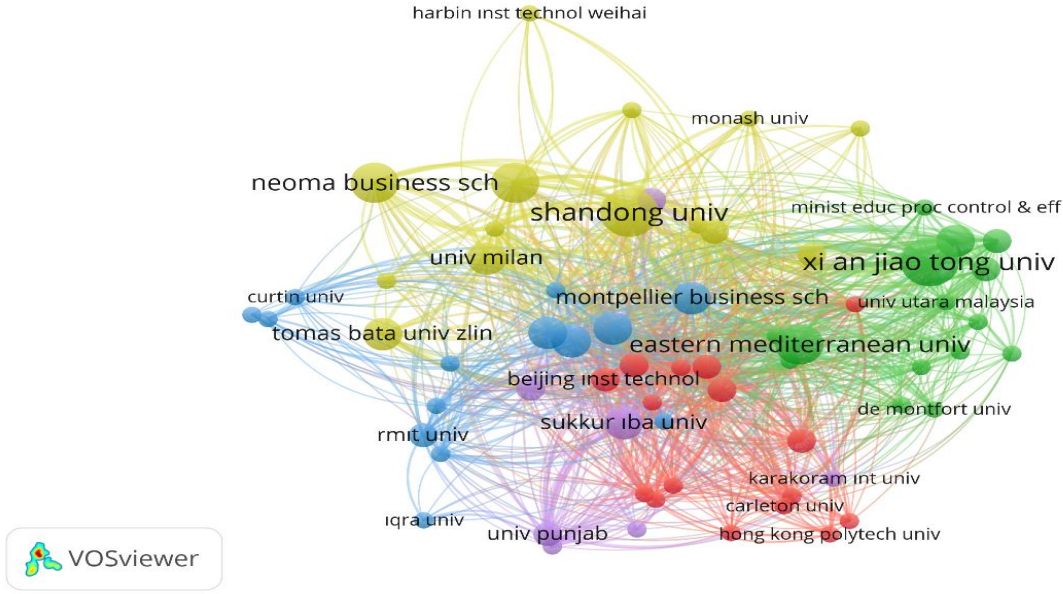 harbin ınst technol weihai
monash univ
neoma business sch
shandong univ
minist educ proc control & eff
univ milan
xi an jiao tong univ
curtin univ
montpellier business sch
univ utara malaysia
tomas bata univ zlin
eastern mediterranean univ
beijing ınst technol
de montfort univ
sukkur ıba univ
rmıt univ
karakoram ınt univ
carleton univ
ıqra univ
univ punjab
hong kong polytech univ
VOSviewer